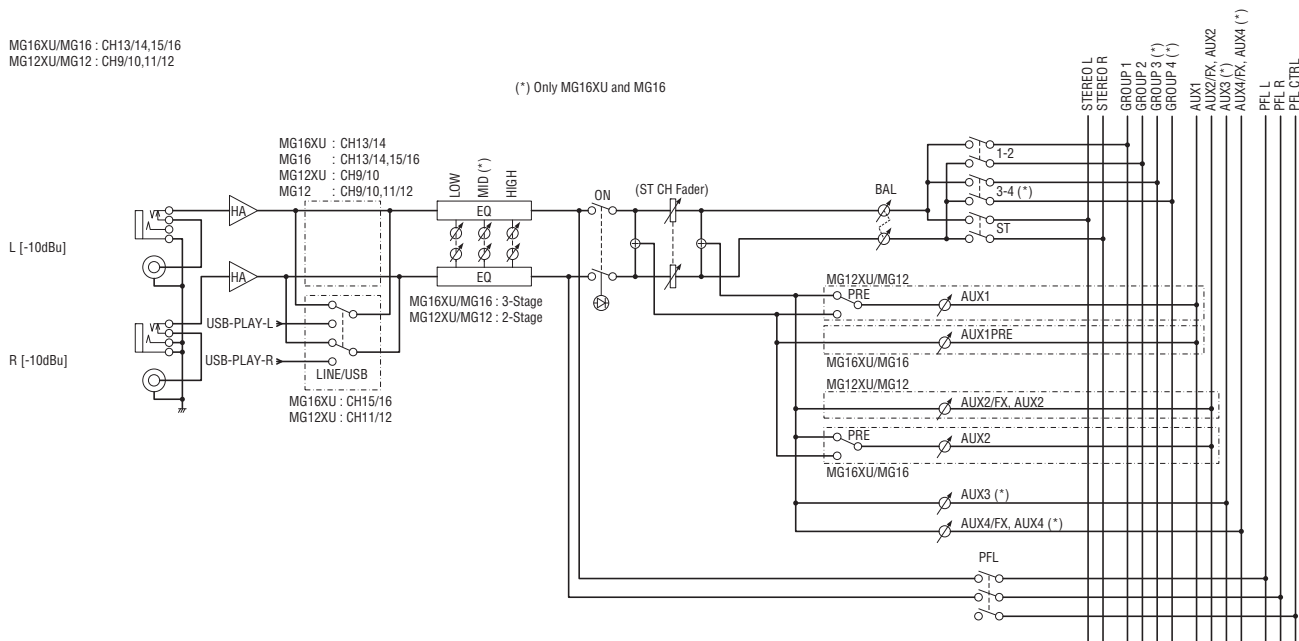 MG16XU/MG16 : CH13/14,15/16
MG12XU/MG12 : CH9/10,11/12
(*) Only MG16XU and MG16
STEREO L
STEREO R
GROUP 1
GROUP 2
GROUP 3 (*)
GROUP 4 (*)
AUX1
AUX2/FX, AUX2
AUX3 (*)
AUX4/FX, AUX4 (*)
PFL L
PFL R
PFL CTRL
MG16XU : CH13/14
MG16 : CH13/14,15/16
MG12XU : CH9/10
MG12 : CH9/10,11/12
LOW
MID (*)
HIGH
ON
(ST CH Fader)
BAL
1-2
3-4 (*)
ST
HA
EQ
L [-10dBu]
HA
EQ
MG16XU/MG16 : 3-Stage
MG12XU/MG12 : 2-Stage
USB-PLAY-L
R [-10dBu]
USB-PLAY-R
LINE/USB
MG16XU : CH15/16
MG12XU : CH11/12
MG12XU/MG12
PRE
AUX1
AUX1PRE
MG16XU/MG16
MG12XU/MG12
AUX2/FX, AUX2
PRE
AUX2
MG16XU/MG16
AUX3 (*)
AUX4/FX, AUX4 (*)
PFL